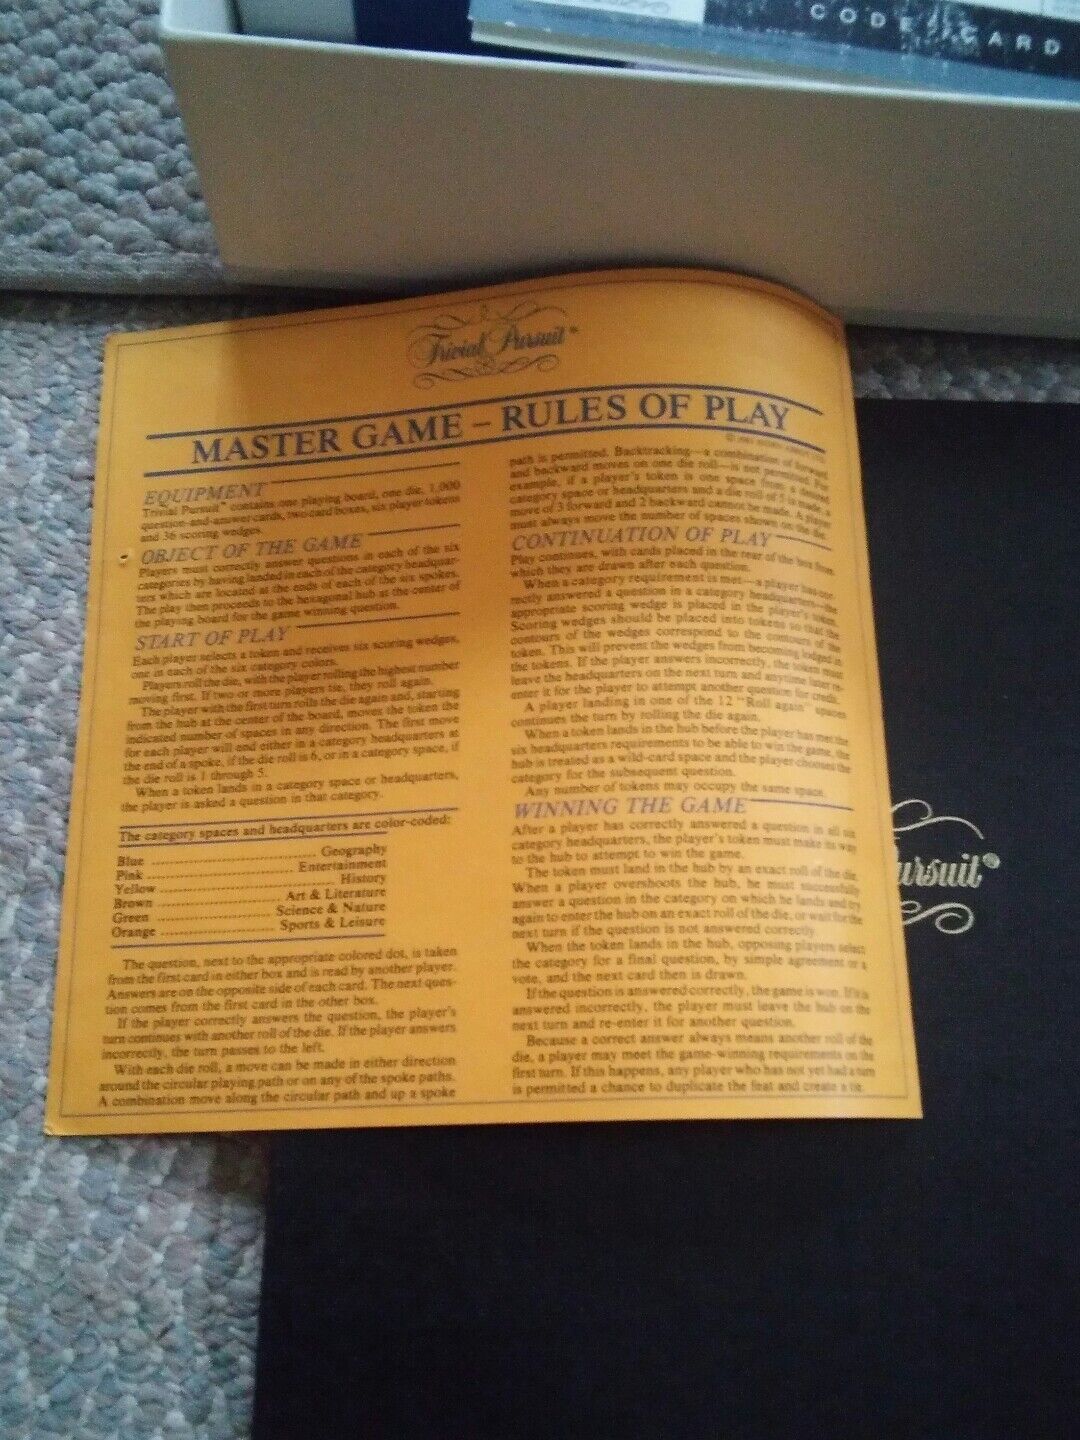 CODE CARD
Trivial Pursuit®
MASTER GAME – RULES OF PLAY
EQUIPMENT
Trivial Pursuit™ contains one playing board, one die, 1,000
question-and-answer cards, two card boxes, six player tokens
and 36 scoring wedges.
OBJECT OF THE GAME
Players must correctly answer questions in each of the six
categories by having landed in each of the category headquar-
ters which are located at the ends of each of the six spokes.
The play then proceeds to the hexagonal hub at the center of
the playing board for the game winning question.
START OF PLAY
Each player selects a token and receives six scoring wedges,
one in each of the six category colors.
Players roll the die, with the player rolling the highest number
moving first. If two or more players tie, they roll again.
The player with the first turn rolls the die again and, starting
from the hub at the center of the board, moves the token the
indicated number of spaces in any direction. The first move
for each player will end either in a category headquarters at
the end of a spoke, if the die roll is 6, or in a category space, if
the die roll is 1 through 5.
When a token lands in a category space or headquarters,
the player is asked a question in that category.
The category spaces and headquarters are color-coded:
Blue ........ Geography
Pink ........ Entertainment
Yellow ........ History
Brown ........ Art & Literature
Green ........ Science & Nature
Orange ........ Sports & Leisure
The question, next to the appropriate colored dot, is taken
from the first card in either box and is read by another player.
Answers are on the opposite side of each card. The next ques-
tion comes from the first card in the other box.
If the player correctly answers the question, the player's
turn continues with another roll of the die. If the player answers
incorrectly, the turn passes to the left.
With each die roll, a move can be made in either direction
around the circular playing path or on any of the spoke paths.
A combination move along the circular path and up a spoke
path is permitted. Backtracking—a combination of forward
and backward moves on one die roll—is not permitted. For
example, if a player's token is one space from a desired
category space or headquarters and a die roll of 5 is made, a
move of 3 forward and 2 backward cannot be made. A player
must always move the number of spaces shown on the die.
CONTINUATION OF PLAY
Play continues, with cards placed in the rear of the box from
which they are drawn after each question.
When a category requirement is met—a player has cor-
rectly answered a question in a category headquarters—the
appropriate scoring wedge is placed in the player's token.
Scoring wedges should be placed into tokens so that the
contours of the wedges correspond to the contours of the
token. This will prevent the wedges from becoming lodged in
the tokens. If the player answers incorrectly, the token must
leave the headquarters on the next turn and anytime later re-
enter it for the player to attempt another question for credit.
A player landing in one of the 12 "Roll again" spaces
continues the turn by rolling the die again.
When a token lands in the hub before the player has met the
six headquarters requirements to be able to win the game, the
hub is treated as a wild-card space and the player chooses the
category for the subsequent question.
Any number of tokens may occupy the same space.
WINNING THE GAME
After a player has correctly answered a question in all six
category headquarters, the player's token must make its way
to the hub to attempt to win the game.
The token must land in the hub by an exact roll of the die.
When a player overshoots the hub, he must successfully
answer a question in the category on which he lands and try
again to enter the hub on an exact roll of the die, or wait for the
next turn if the question is not answered correctly.
When the token lands in the hub, opposing players select
the category for a final question, by simple agreement or a
vote, and the next card then is drawn.
If the question is answered correctly, the game is won. If it is
answered incorrectly, the player must leave the hub on the
next turn and re-enter it for another question.
Because a correct answer always means another roll of the
die, a player may meet the game-winning requirements on the
first turn. If this happens, any player who has not yet had a turn
is permitted a chance to duplicate the feat and create a tie.
ursuit®